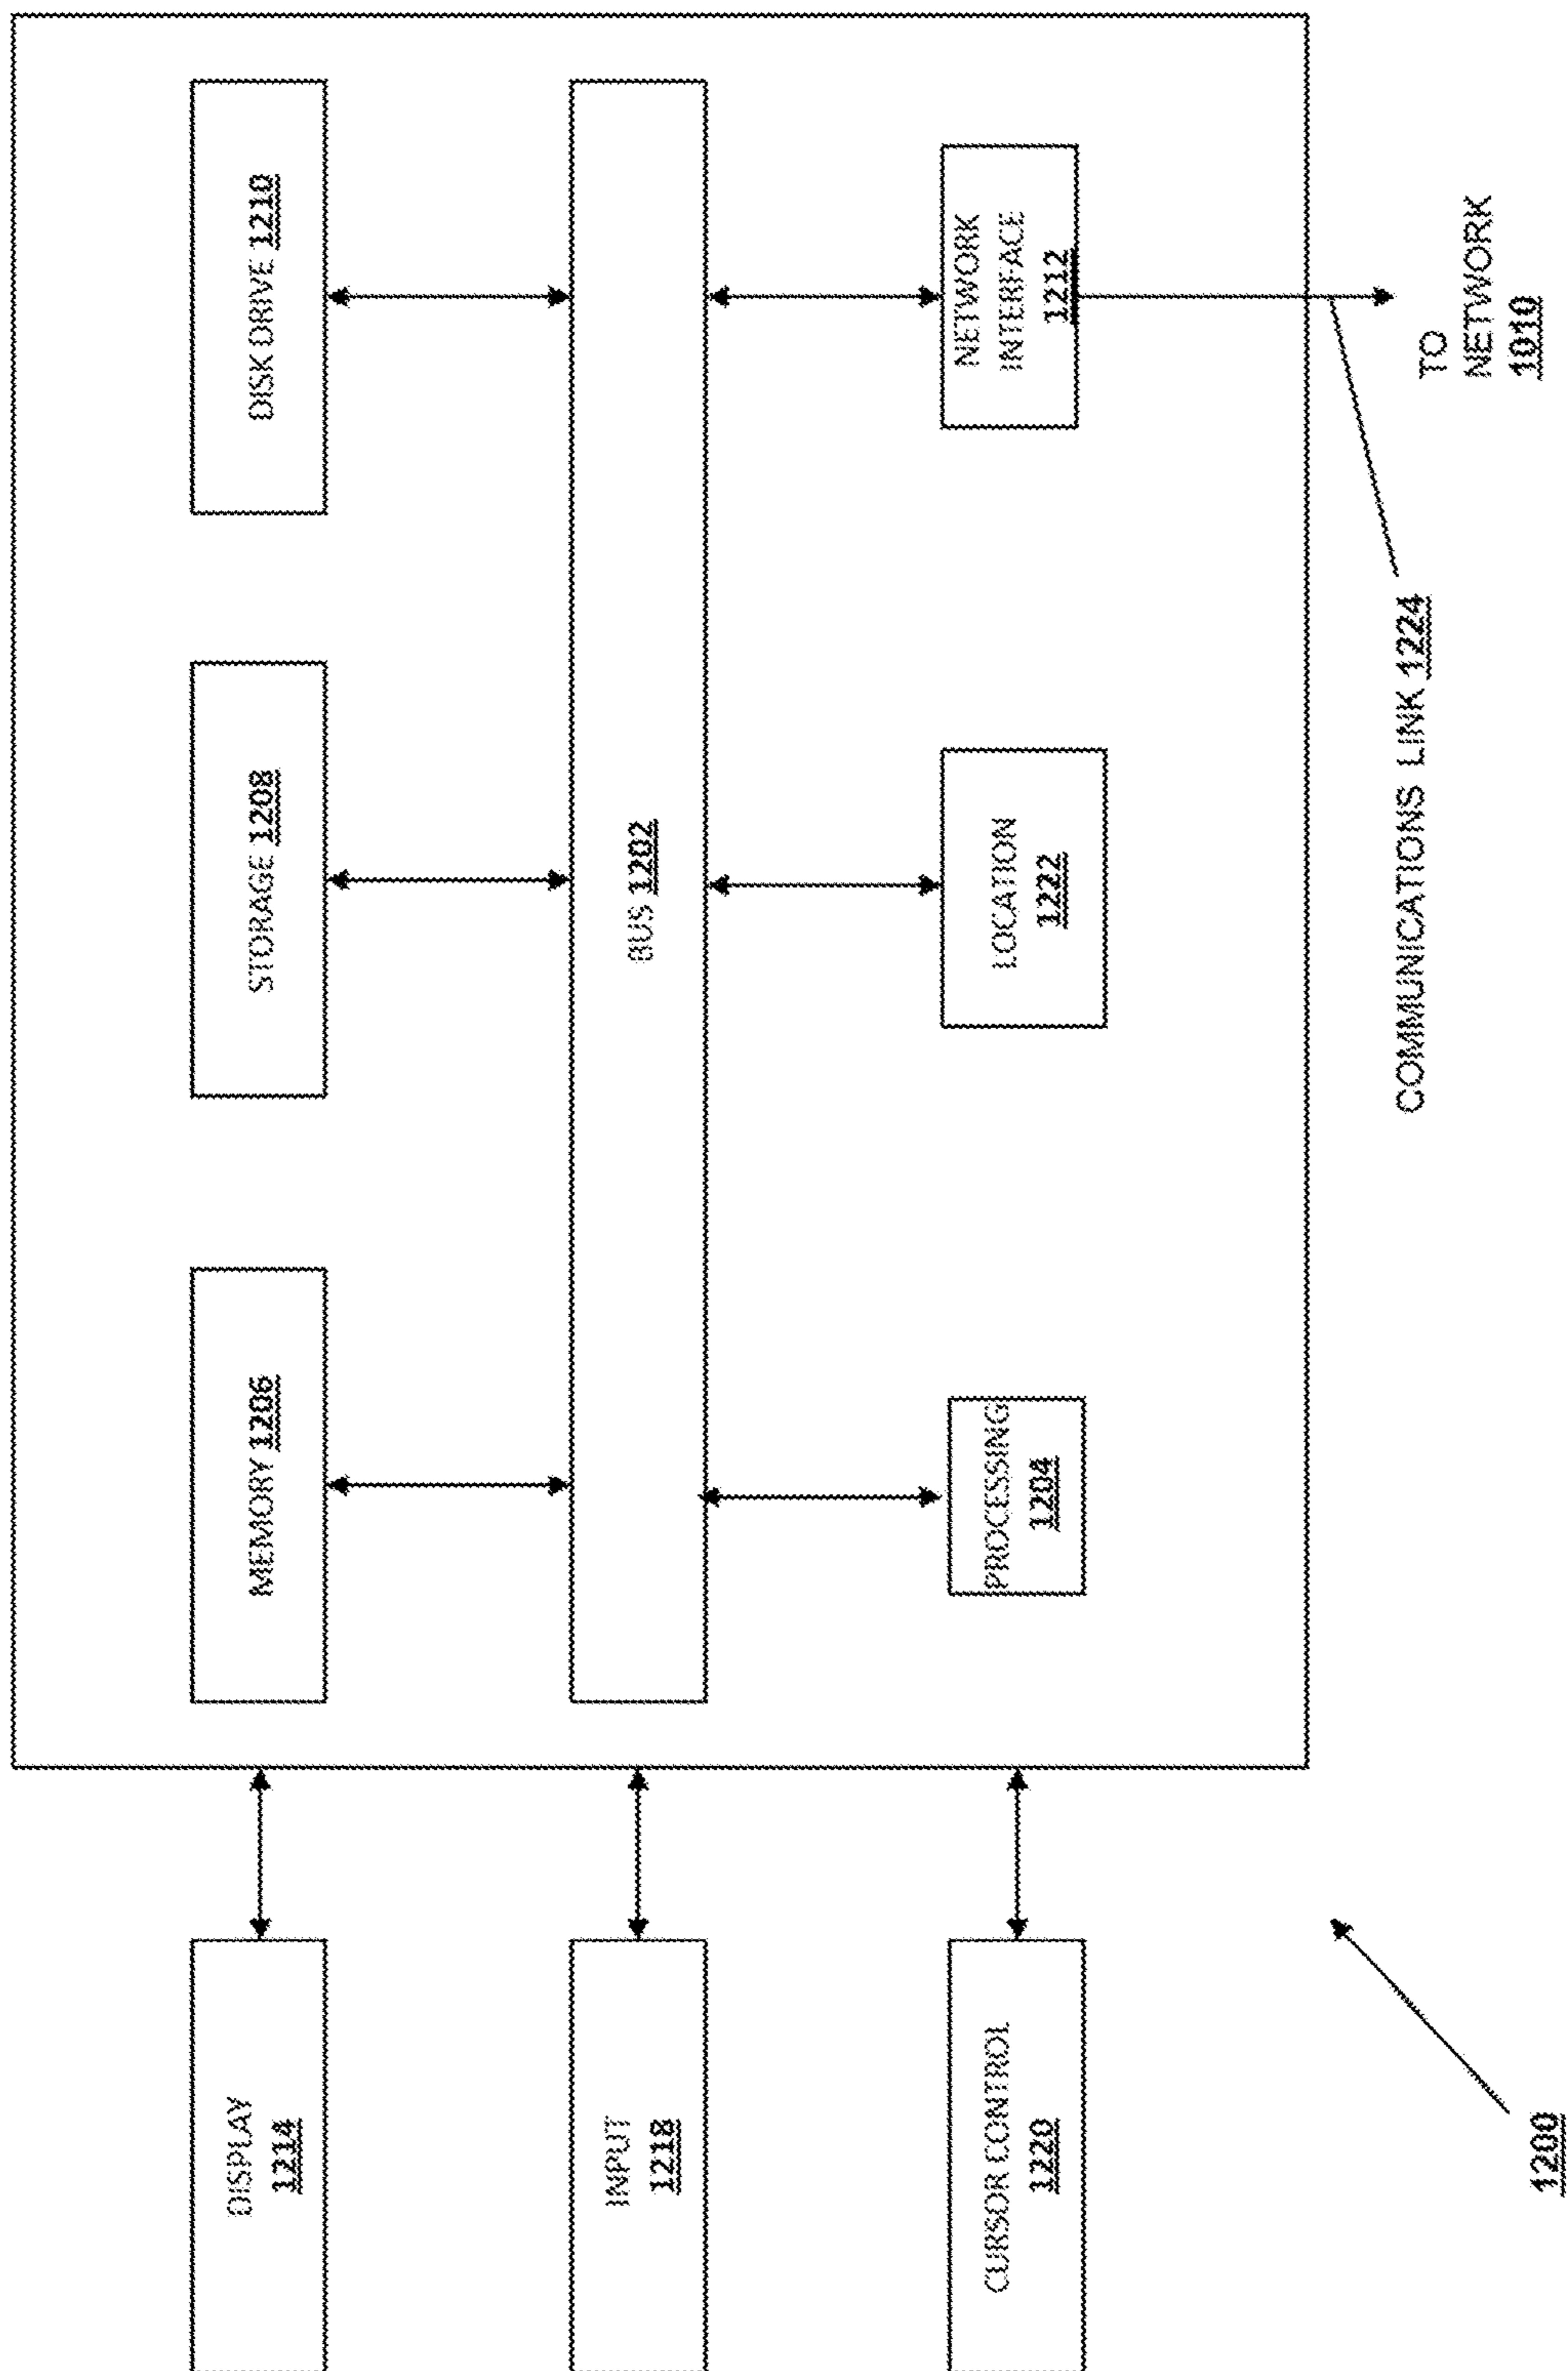 DISPLAY
1214
MEMORY 1206
STORAGE 1208
DISK DRIVE 1210
INPUT
1218
BUS 1202
CURSOR CONTROL
1220
PROCESSING
1204
LOCATION
1222
NETWORK
INTERFACE
1212
COMMUNICATIONS LINK 1224
TO
NETWORK
1010
1200